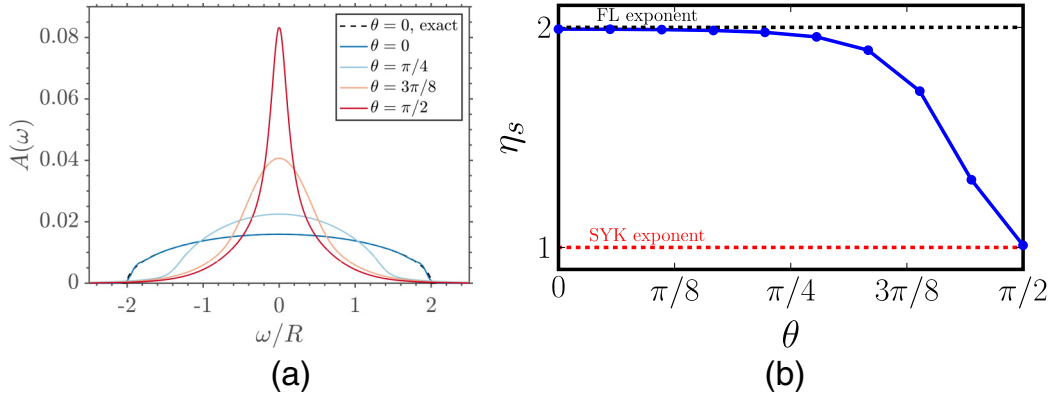 θ = 0, exact
θ = 0
θ = π/4
θ = 3π/8
θ = π/2
0.08
0.06
0.04
0.02
0
A(ω)
-2 -1 0 1 2
ω/R
(a)
2
1
η_s
FL exponent
SYK exponent
0 π/8 π/4 3π/8 π/2
θ
(b)